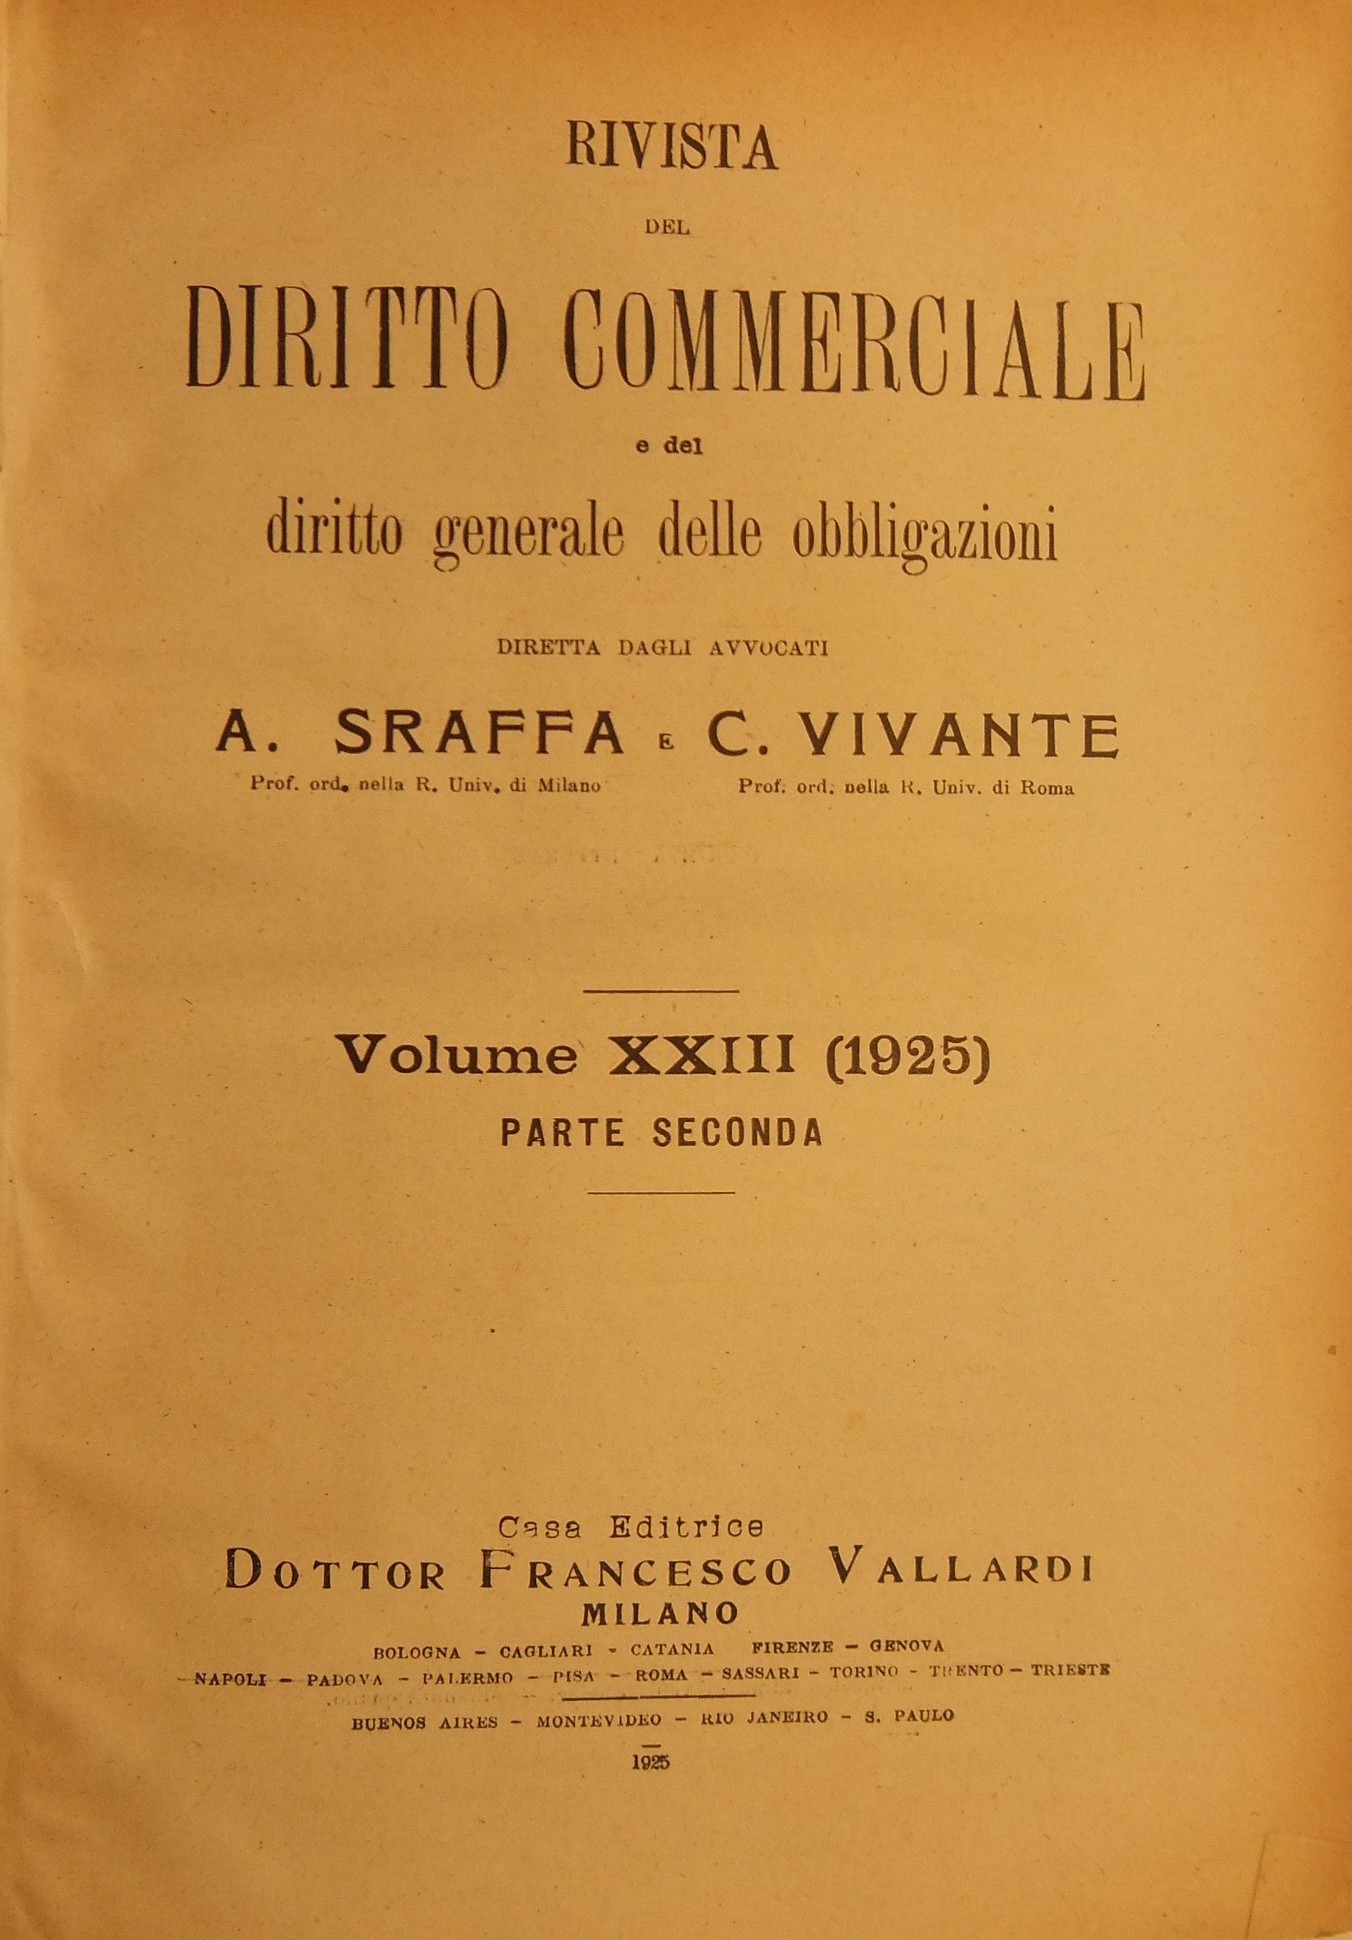 RIVISTA
DEL
DIRITTO COMMERCIALE
e del
diritto generale delle obbligazioni
DIRETTA DAGLI AVVOCATI
A. SRAFFA E C. VIVANTE
Prof. ord. nella R. Univ. di Milano Prof. ord. nella R. Univ. di Roma
Volume XXIII (1925)
PARTE SECONDA
Casa Editrice
DOTTOR FRANCESCO VALLARDI
MILANO
BOLOGNA - CAGLIARI - CATANIA FIRENZE - GENOVA
NAPOLI - PADOVA - PALERMO - PISA - ROMA - SASSARI - TORINO - TRENTO - TRIESTE
BUENOS AIRES - MONTEVIDEO - RIO JANEIRO - S. PAULO
1925